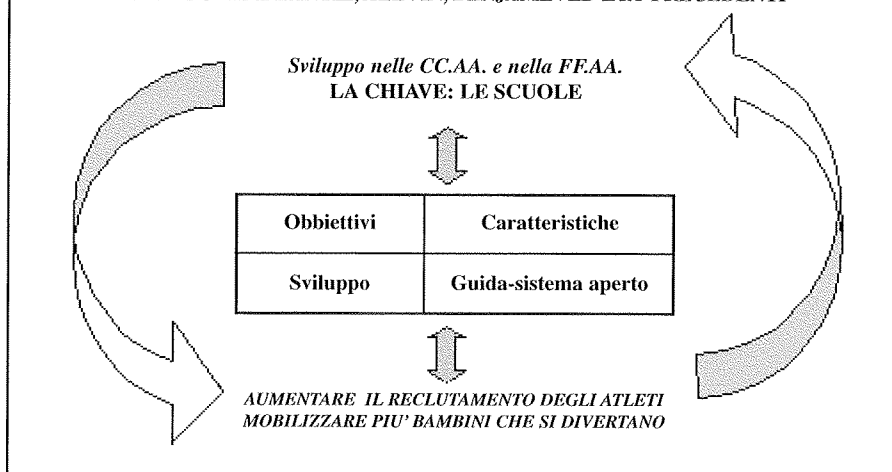 Sviluppo nelle CC.AA. e nella FF.AA.
LA CHIAVE: LE SCUOLE
Obbiettivi Caratteristiche
Sviluppo Guida-sistema aperto
AUMENTARE IL RECLUTAMENTO DEGLI ATLETI
MOBILIZZARE PIU' BAMBINI CHE SI DIVERTANO